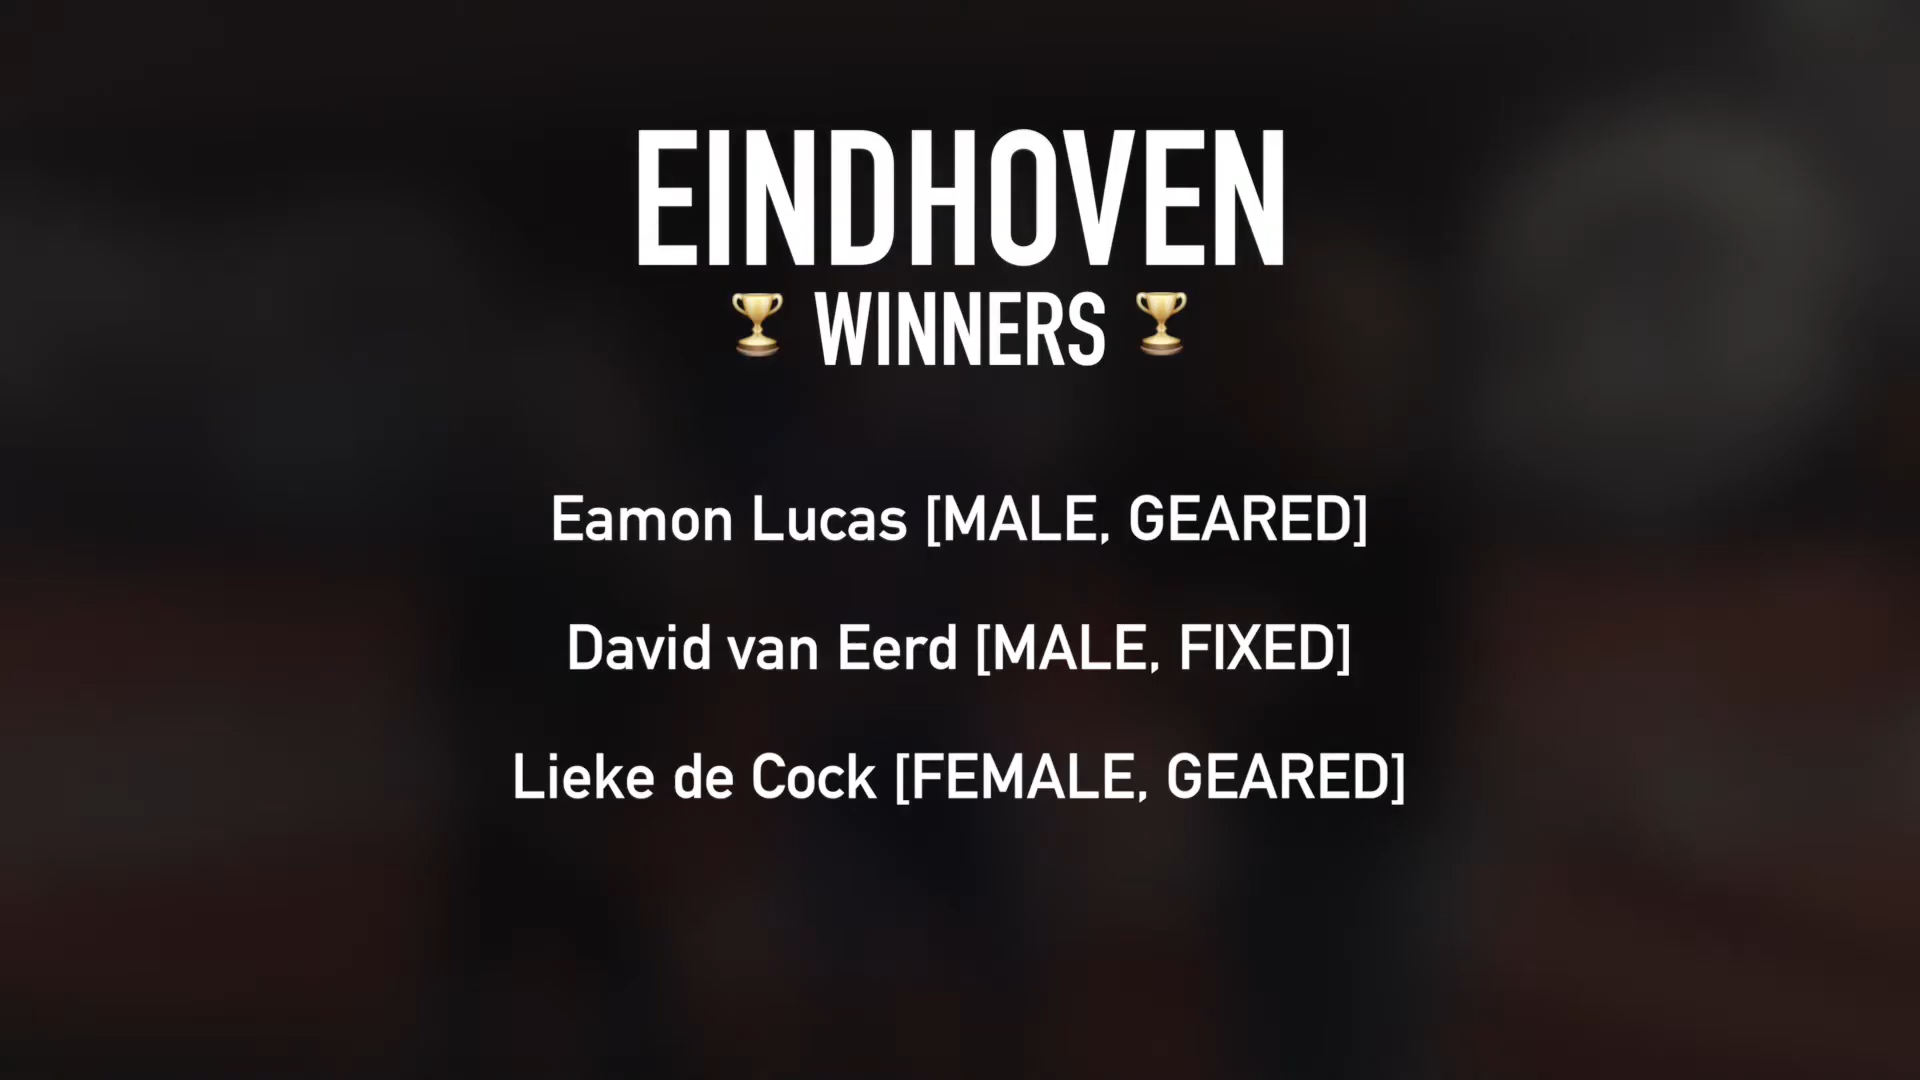 EINDHOVEN
🏆 WINNERS 🏆
Eamon Lucas [MALE, GEARED]
David van Eerd [MALE, FIXED]
Lieke de Cock [FEMALE, GEARED]